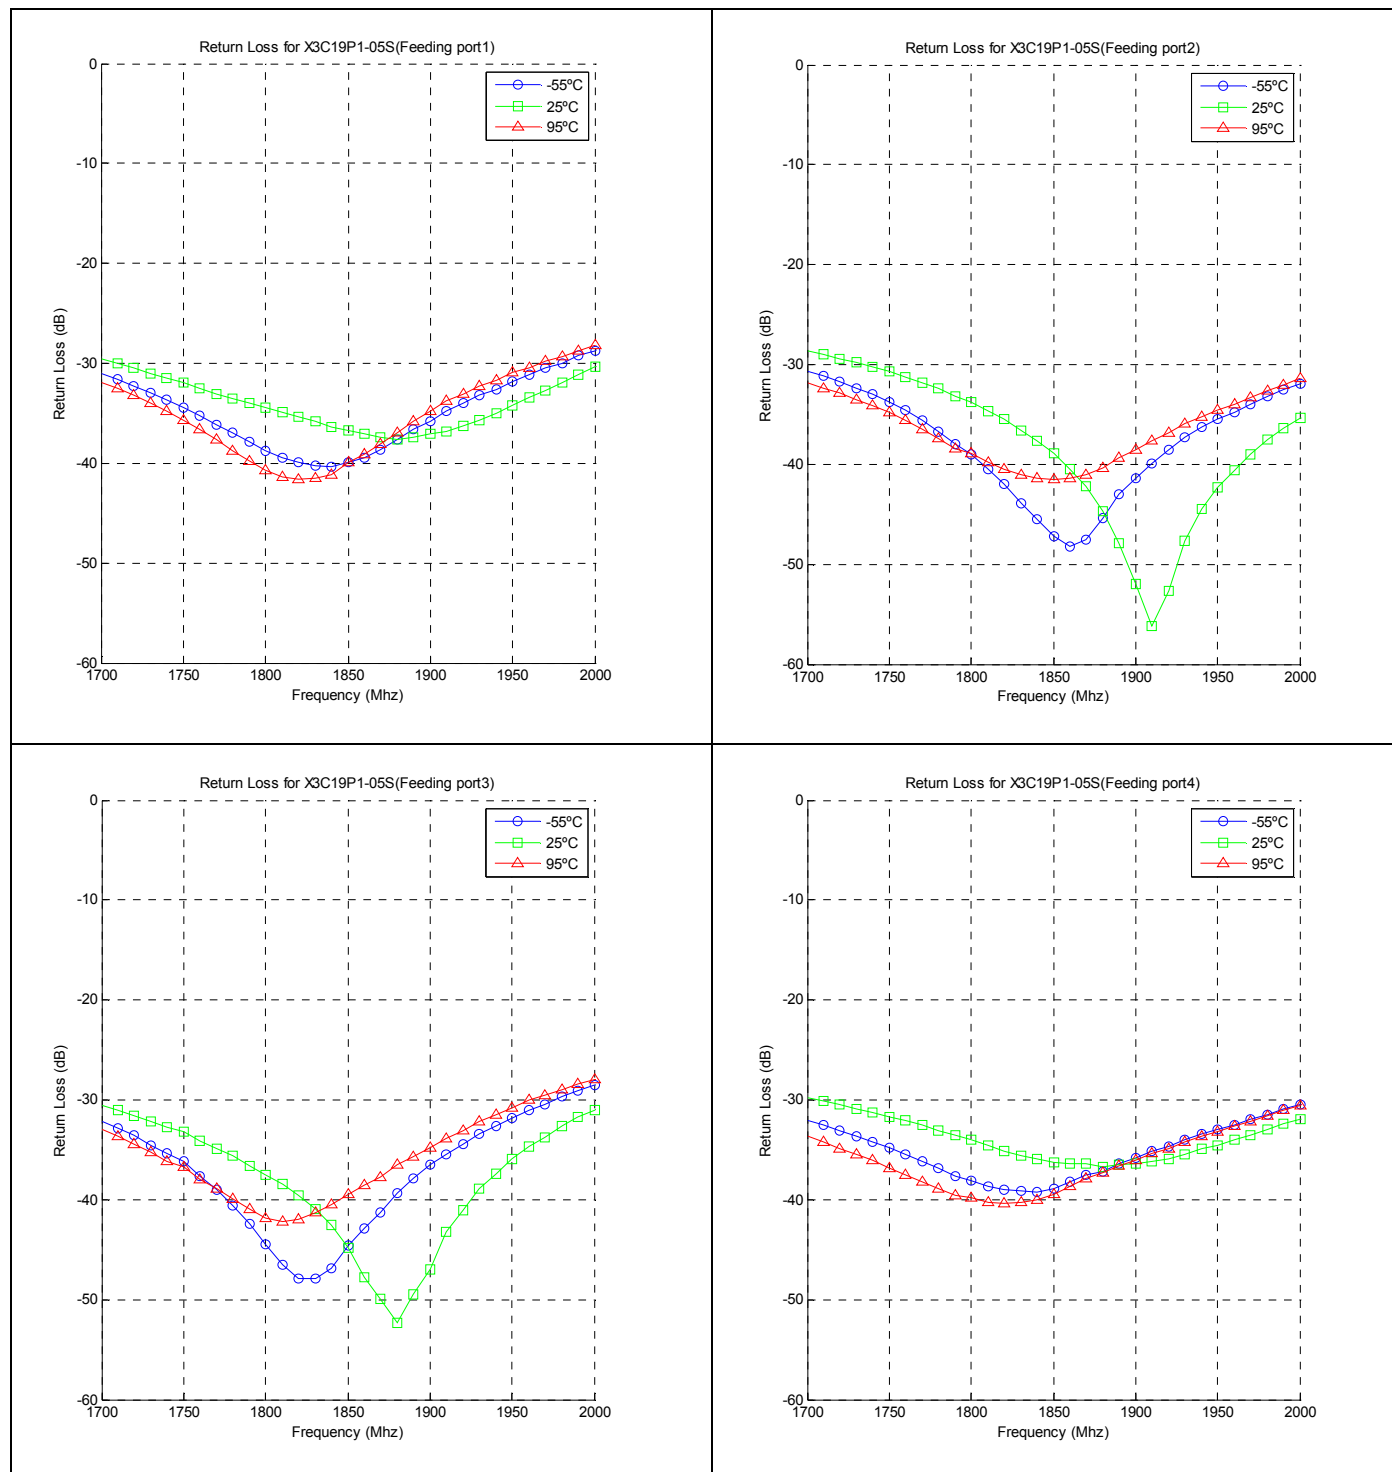 Return Loss for X3C19P1-05S(Feeding port1)
0
-10
-20
-30
-40
-50
-60
Return Loss (dB)
-55ºC
25ºC
95ºC
1700 1750 1800 1850 1900 1950 2000
Frequency (Mhz)
Return Loss for X3C19P1-05S(Feeding port2)
0
-10
-20
-30
-40
-50
-60
Return Loss (dB)
-55ºC
25ºC
95ºC
1700 1750 1800 1850 1900 1950 2000
Frequency (Mhz)
Return Loss for X3C19P1-05S(Feeding port3)
0
-10
-20
-30
-40
-50
-60
Return Loss (dB)
-55ºC
25ºC
95ºC
1700 1750 1800 1850 1900 1950 2000
Frequency (Mhz)
Return Loss for X3C19P1-05S(Feeding port4)
0
-10
-20
-30
-40
-50
-60
Return Loss (dB)
-55ºC
25ºC
95ºC
1700 1750 1800 1850 1900 1950 2000
Frequency (Mhz)